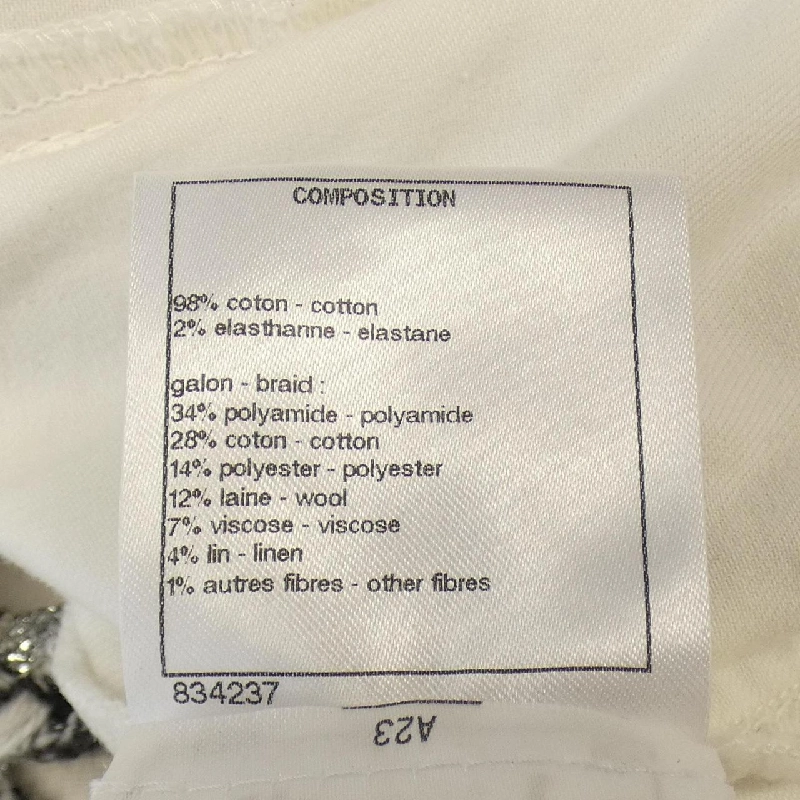 COMPOSITION
98% coton - cotton
2% elasthanne - elastane
galon - braid :
34% polyamide - polyamide
28% coton - cotton
14% polyester - polyester
12% laine - wool
7% viscose - viscose
4% lin - linen
1% autres fibres - other fibres
834237
A23